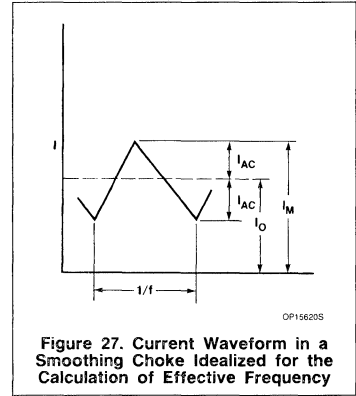 I
I_AC
I_AC
I_M
I_O
1/f
OP15620S
Figure 27. Current Waveform in a
Smoothing Choke Idealized for the
Calculation of Effective Frequency